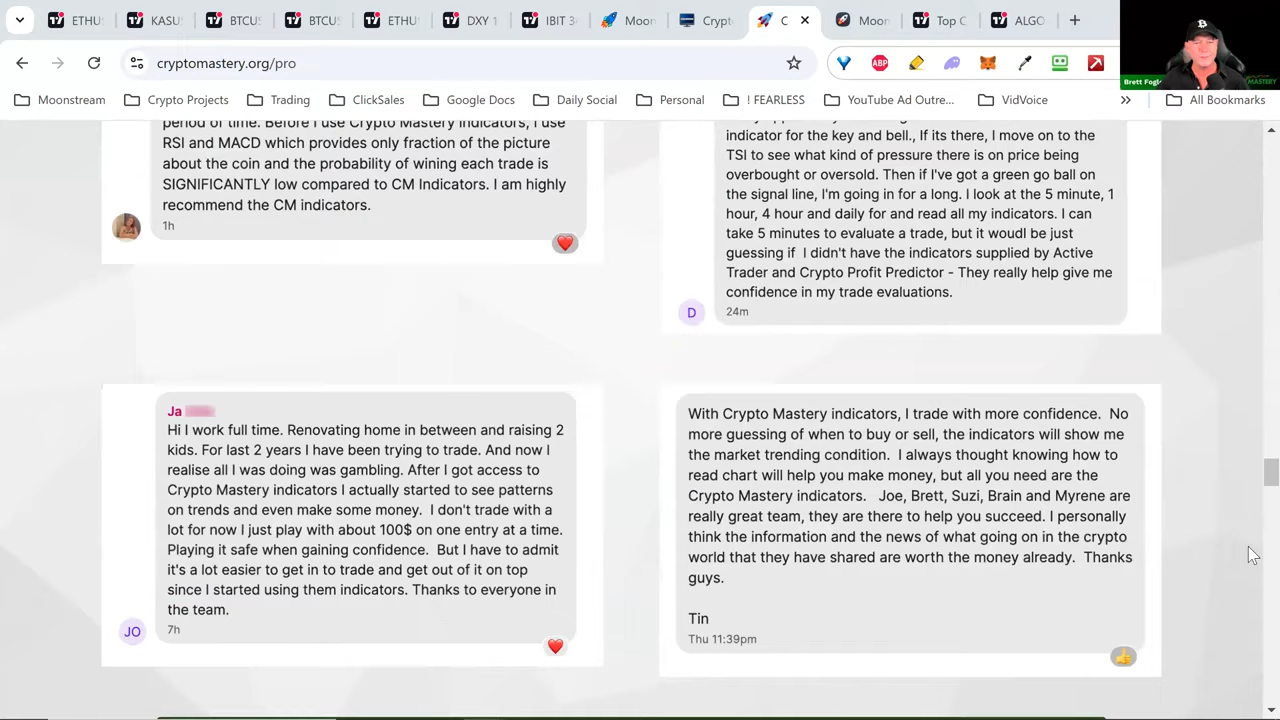 ETHUS
KASUS
BTCUS
BTCUS
ETHUS
DXY 1
IBIT 34
Moon
Crypto
C
Moon
Top C
ALGO
cryptomastery.org/pro
ABP
Brett Fogle
MASTERY
Moonstream
Crypto Projects
Trading
ClickSales
Google Docs
Daily Social
Personal
! FEARLESS
YouTube Ad Outre...
VidVoice
All Bookmarks
period of time. Before I use Crypto Mastery Indicators, I use
RSI and MACD which provides only fraction of the picture
about the coin and the probability of wining each trade is
SIGNIFICANTLY low compared to CM Indicators. I am highly
recommend the CM indicators.
1h
indicator for the key and bell., If its there, I move on to the
TSI to see what kind of pressure there is on price being
overbought or oversold. Then if I've got a green go ball on
the signal line, I'm going in for a long. I look at the 5 minute, 1
hour, 4 hour and daily for and read all my indicators. I can
take 5 minutes to evaluate a trade, but it woudl be just
guessing if I didn't have the indicators supplied by Active
Trader and Crypto Profit Predictor - They really help give me
confidence in my trade evaluations.
D
24m
Ja
Hi I work full time. Renovating home in between and raising 2
kids. For last 2 years I have been trying to trade. And now I
realise all I was doing was gambling. After I got access to
Crypto Mastery indicators I actually started to see patterns
on trends and even make some money. I don't trade with a
lot for now I just play with about 100$ on one entry at a time.
Playing it safe when gaining confidence. But I have to admit
it's a lot easier to get in to trade and get out of it on top
since I started using them indicators. Thanks to everyone in
the team.
JO
7h
With Crypto Mastery indicators, I trade with more confidence. No
more guessing of when to buy or sell, the indicators will show me
the market trending condition. I always thought knowing how to
read chart will help you make money, but all you need are the
Crypto Mastery indicators. Joe, Brett, Suzi, Brain and Myrene are
really great team, they are there to help you succeed. I personally
think the information and the news of what going on in the crypto
world that they have shared are worth the money already. Thanks
guys.
Tin
Thu 11:39pm